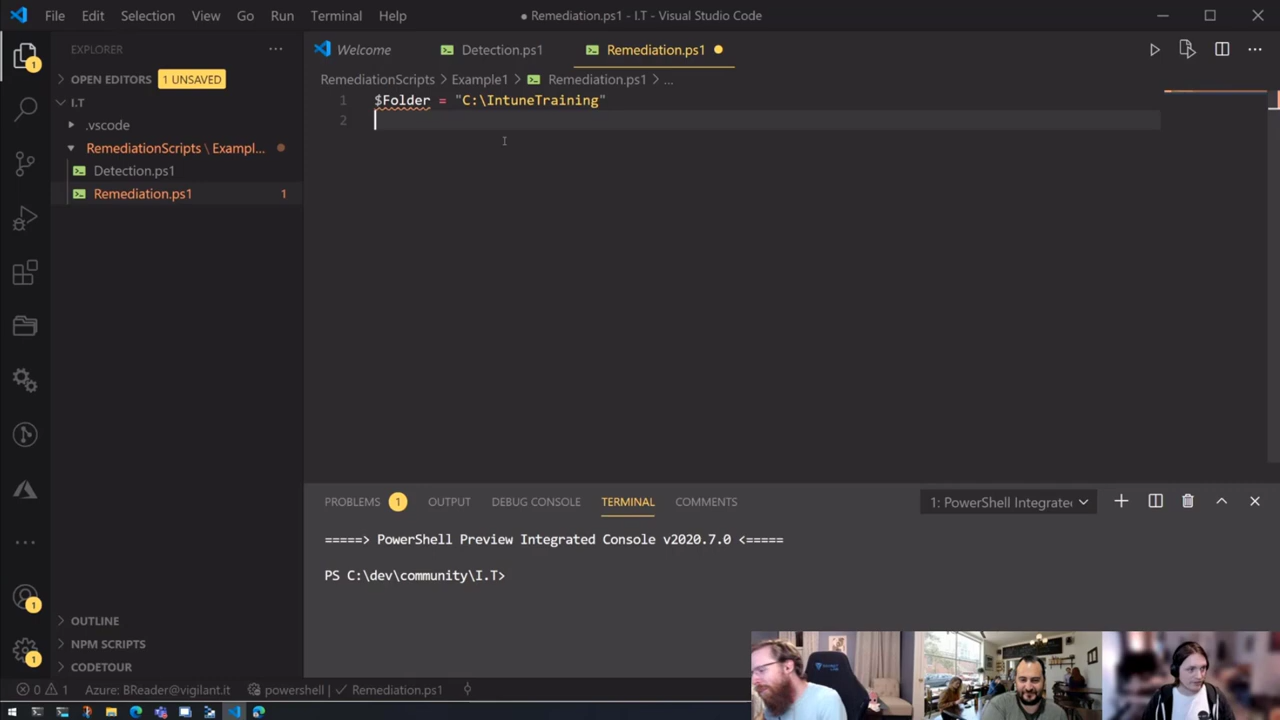 File Edit Selection View Go Run Terminal Help
● Remediation.ps1 - I.T - Visual Studio Code
EXPLORER
OPEN EDITORS 1 UNSAVED
I.T
.vscode
RemediationScripts \ Exampl...
Detection.ps1
Remediation.ps1 1
Welcome Detection.ps1 Remediation.ps1
RemediationScripts > Example1 > Remediation.ps1 > ...
1 $Folder = "C:\IntuneTraining"
2
PROBLEMS 1 OUTPUT DEBUG CONSOLE TERMINAL COMMENTS
1: PowerShell Integrate
=====> PowerShell Preview Integrated Console v2020.7.0 <=====
PS C:\dev\community\I.T>
OUTLINE
NPM SCRIPTS
CODETOUR
1
1
1
0 1 Azure: BReader@vigilant.it powershell | ✓ Remediation.ps1